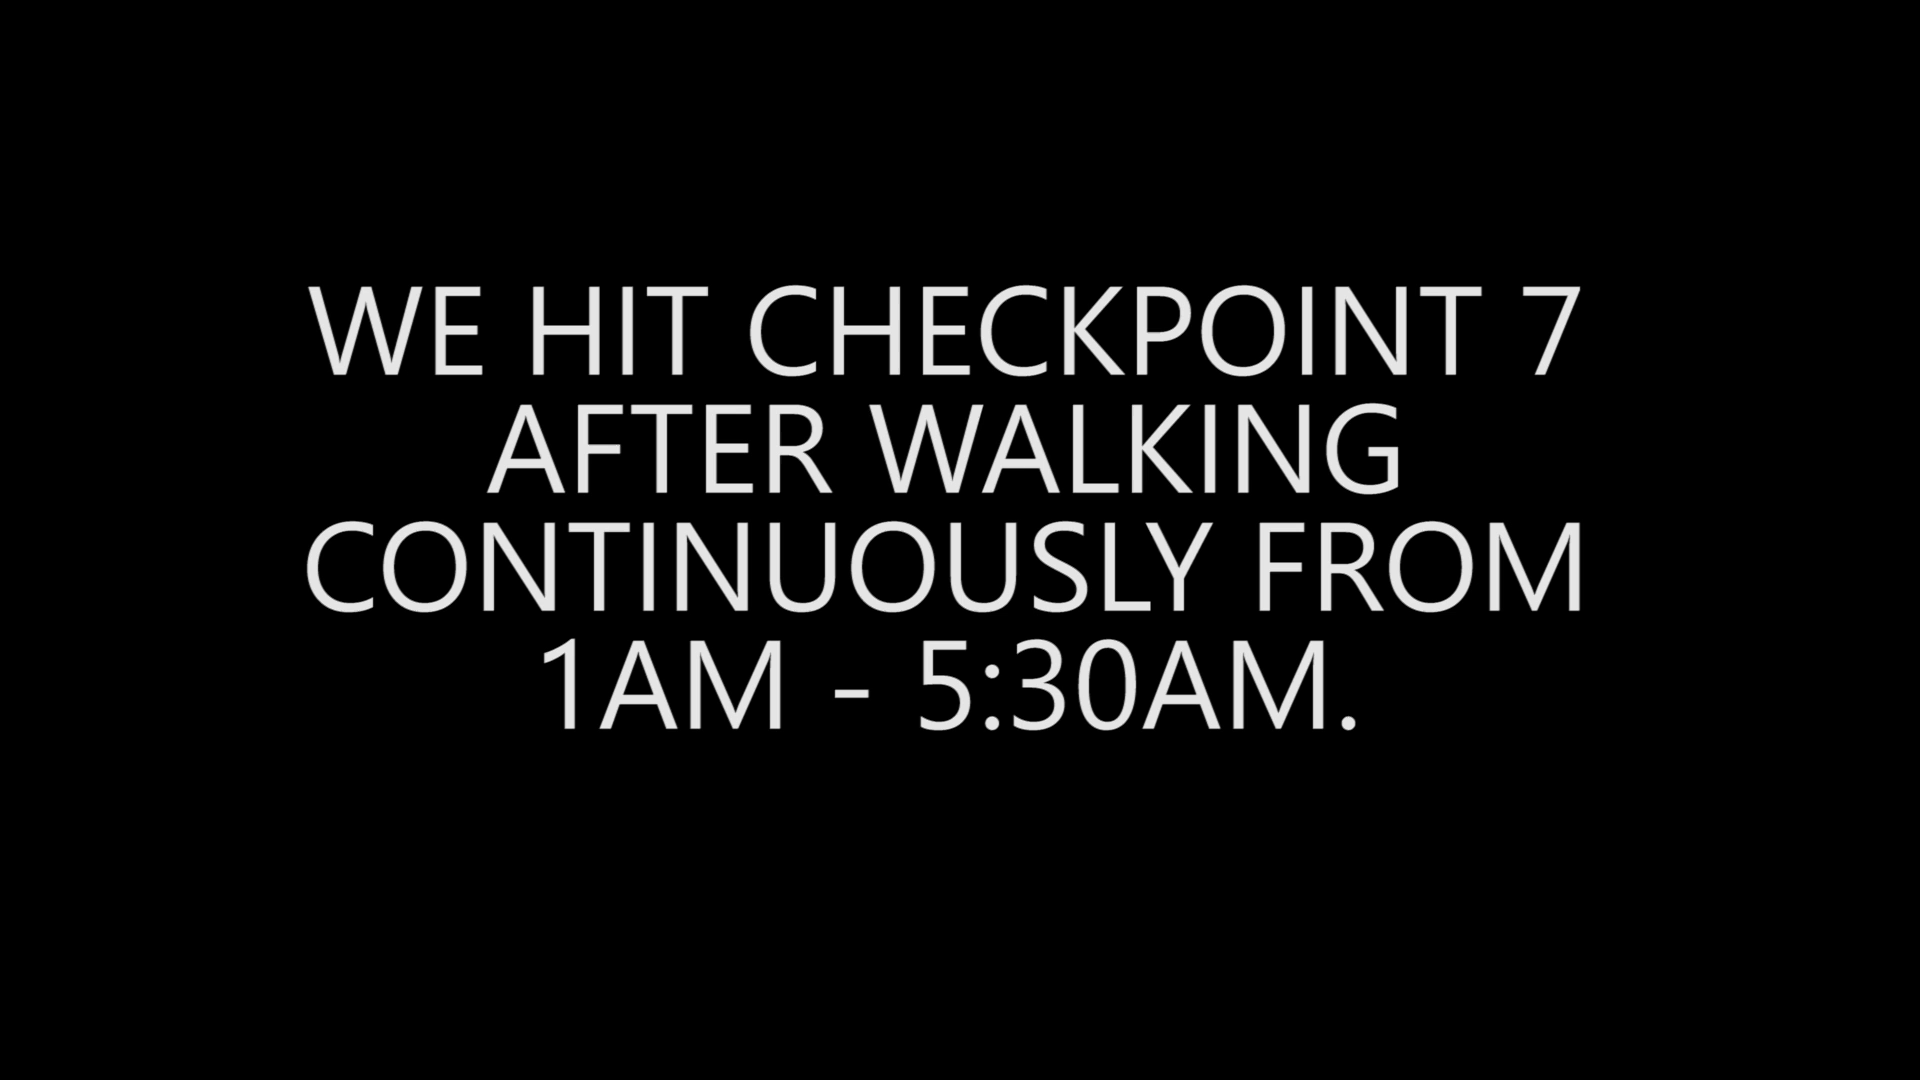 WE HIT CHECKPOINT 7
AFTER WALKING
CONTINUOUSLY FROM
1AM - 5:30AM.